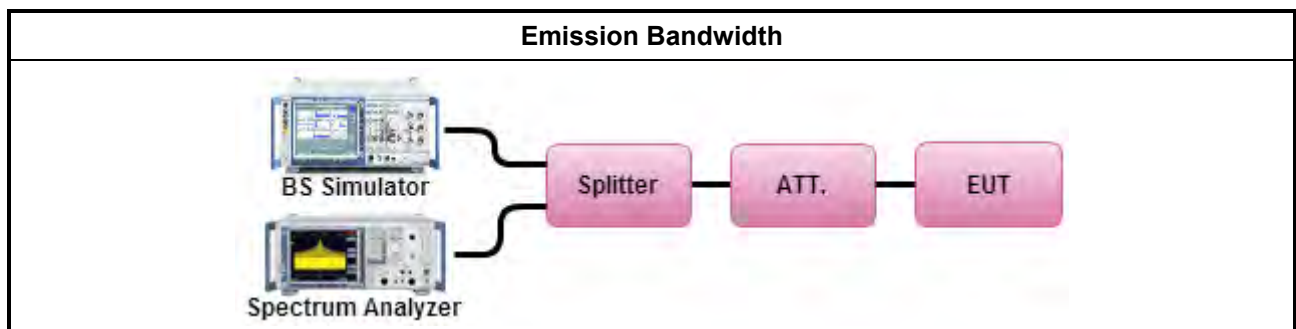 Emission Bandwidth
BS Simulator
Spectrum Analyzer
Splitter
ATT.
EUT